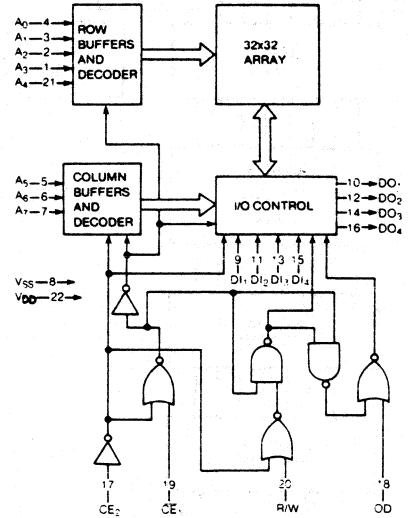 A₀—4
A₁—3
A₂—2
A₃—1
A₄—21
ROW
BUFFERS
AND
DECODER
32x32
ARRAY
A₅—5
A₆—6
A₇—7
COLUMN
BUFFERS
AND
DECODER
I/O CONTROL
10 DO₁
12 DO₂
14 DO₃
16 DO₄
9 11 13 15
DI₁ DI₂ DI₃ DI₄
VSS—8
VDD—22
17 19 20 18
CE₂ CE₁ R/W OD